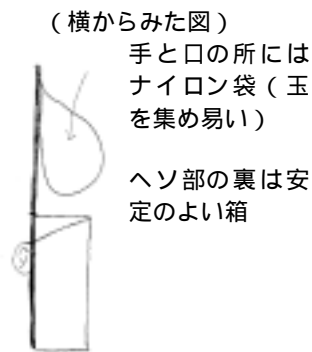 (横からみた図)
手と口の所には
ナイロン袋(玉
を集め易い)
ヘソ部の裏は安
定のよい箱